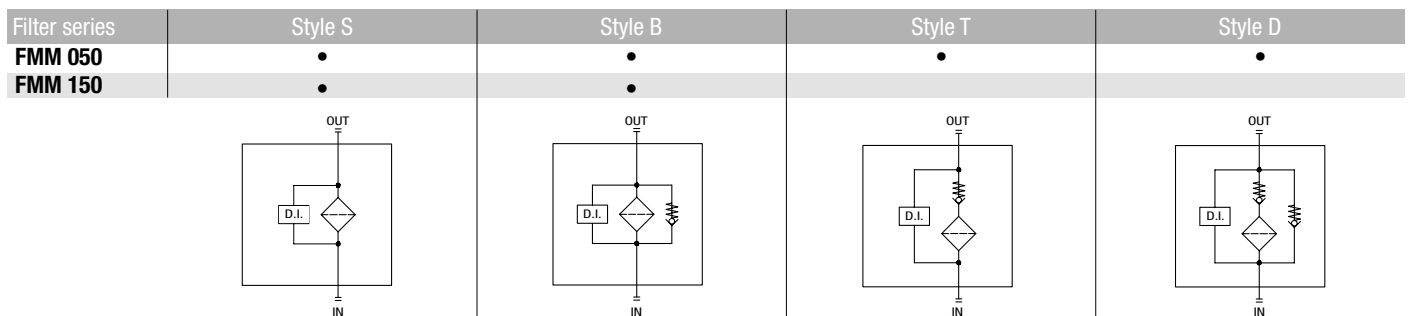 Filter series Style S Style B Style T Style D
FMM 050 • • • •
FMM 150 • •
OUT OUT OUT OUT
D.I. D.I. D.I. D.I.
IN IN IN IN